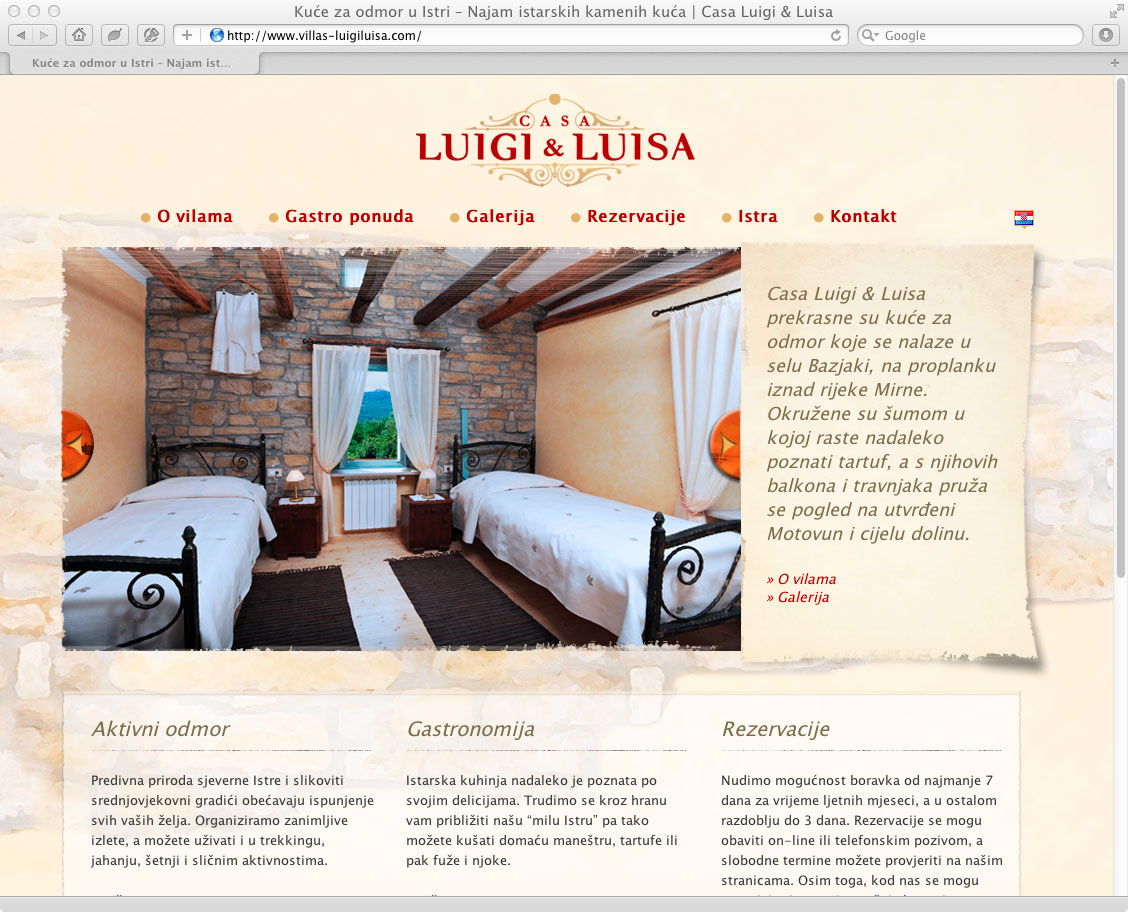 Kuće za odmor u Istri – Najam istarskih kamenih kuća | Casa Luigi & Luisa
http://www.villas-luigiluisa.com/
Google
Kuće za odmor u Istri – Najam ist...
CASA
LUIGI & LUISA
O vilama
Gastro ponuda
Galerija
Rezervacije
Istra
Kontakt
Casa Luigi & Luisa
prekrasne su kuće za
odmor koje se nalaze u
selu Bazjaki, na proplanku
iznad rijeke Mirne.
Okružene su šumom u
kojoj raste nadaleko
poznati tartuf, a s njihovih
balkona i travnjaka pruža
se pogled na utvrđeni
Motovun i cijelu dolinu.
» O vilama
» Galerija
Aktivni odmor
Predivna priroda sjeverne Istre i slikoviti
srednjovjekovni gradići obećavaju ispunjenje
svih vaših želja. Organiziramo zanimljive
izlete, a možete uživati i u trekkingu,
jahanju, šetnji i sličnim aktivnostima.
Gastronomija
Istarska kuhinja nadaleko je poznata po
svojim delicijama. Trudimo se kroz hranu
vam približiti našu “milu Istru” pa tako
možete kušati domaću maneštru, tartufe ili
pak fuže i njoke.
Rezervacije
Nudimo mogućnost boravka od najmanje 7
dana za vrijeme ljetnih mjeseci, a u ostalom
razdoblju do 3 dana. Rezervacije se mogu
obaviti on-line ili telefonskim pozivom, a
slobodne termine možete provjeriti na našim
stranicama. Osim toga, kod nas se mogu